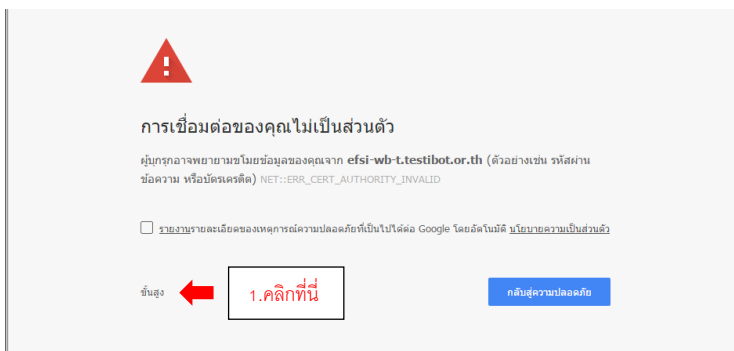 การเชื่อมต่อของคุณไม่เป็นส่วนตัว
ผู้บุกรุกอาจพยายามขโมยข้อมูลของคุณจาก efsi-wb-t.testibot.or.th (ตัวอย่างเช่น รหัสผ่าน
ข้อความ หรือบัตรเครดิต) NET::ERR_CERT_AUTHORITY_INVALID
รายงานรายละเอียดของเหตุการณ์ความปลอดภัยที่เป็นไปได้ต่อ Google โดยอัตโนมัติ นโยบายความเป็นส่วนตัว
ขั้นสูง
1.คลิกที่นี่
กลับสู่ความปลอดภัย